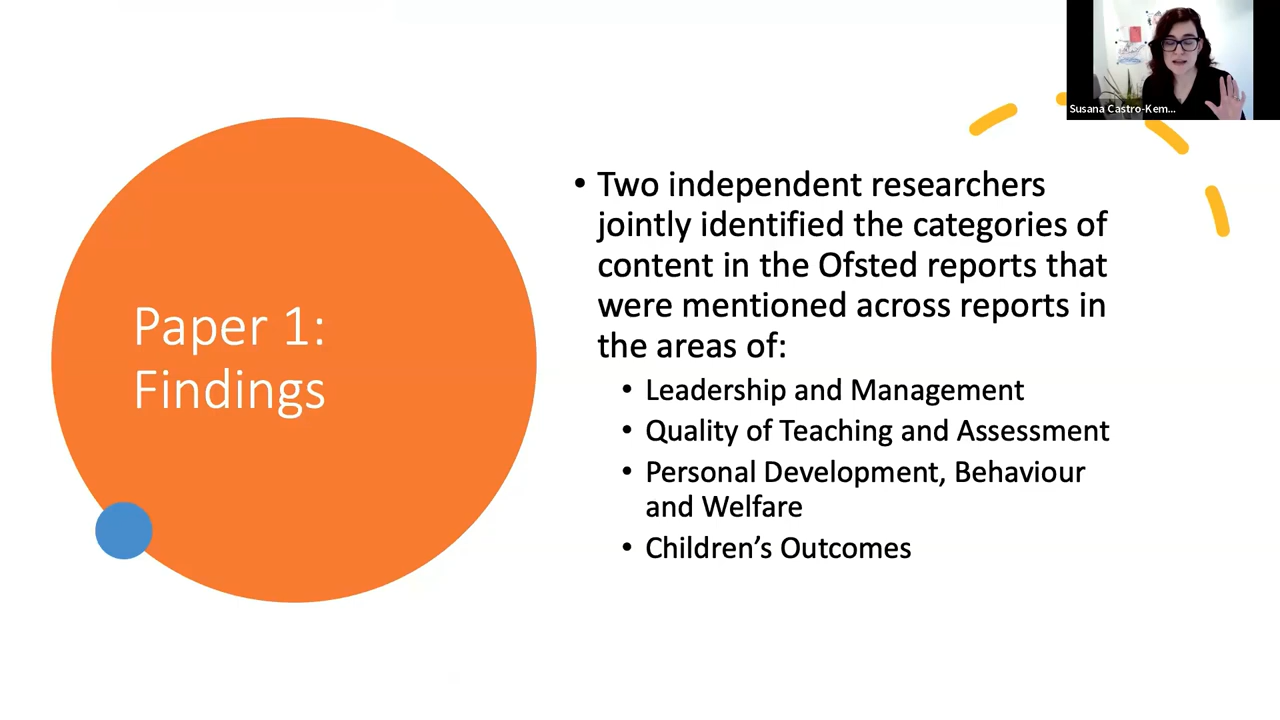 Susana Castro-Kem...
Paper 1:
Findings
• Two independent researchers
jointly identified the categories of
content in the Ofsted reports that
were mentioned across reports in
the areas of:
• Leadership and Management
• Quality of Teaching and Assessment
• Personal Development, Behaviour
and Welfare
• Children’s Outcomes